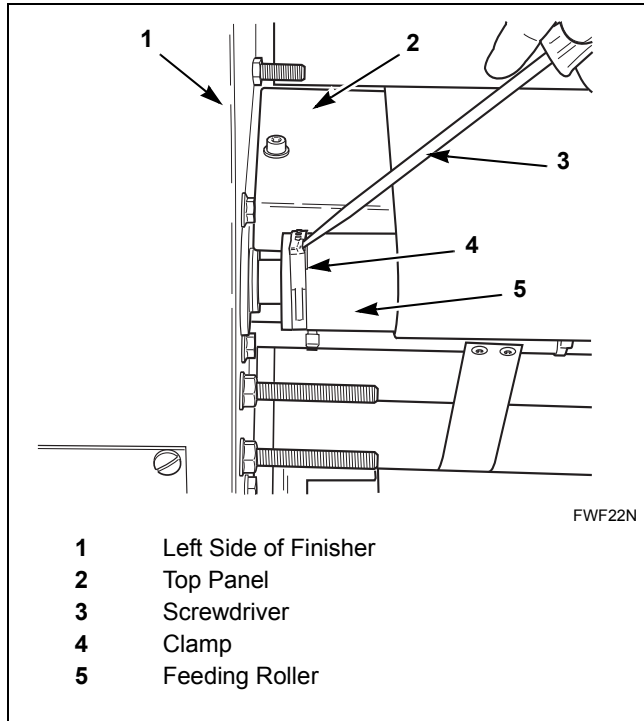 1
2
3
4
5
FWF22N
1 Left Side of Finisher
2 Top Panel
3 Screwdriver
4 Clamp
5 Feeding Roller